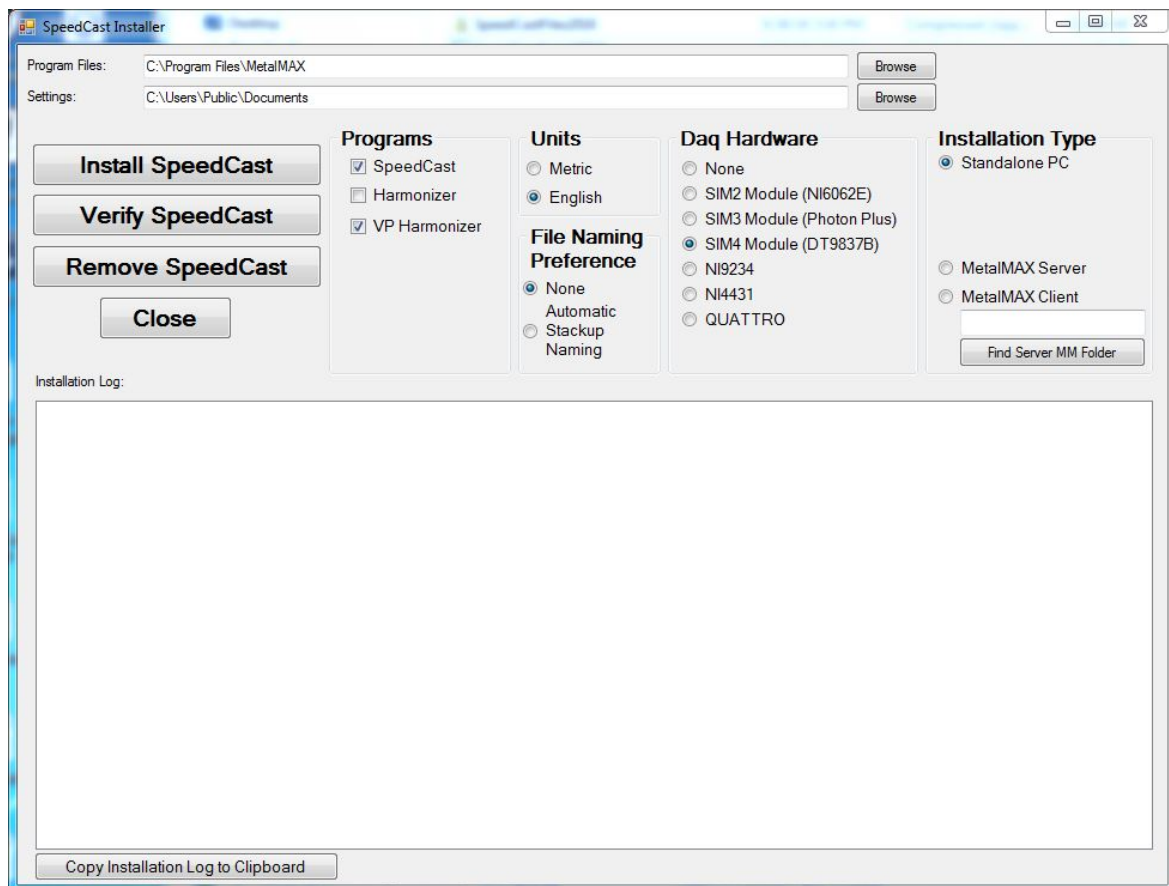 SpeedCast Installer
Program Files:
C:\Program Files\MetalMAX
Browse
Settings:
C:\Users\Public\Documents
Browse
Install SpeedCast
Verify SpeedCast
Remove SpeedCast
Close
Programs
SpeedCast
Harmonizer
VP Harmonizer
Units
Metric
English
File Naming
Preference
None
Automatic
Stackup
Naming
Daq Hardware
None
SIM2 Module (NI6062E)
SIM3 Module (Photon Plus)
SIM4 Module (DT9837B)
NI9234
NI4431
QUATTRO
Installation Type
Standalone PC
MetalMAX Server
MetalMAX Client
Find Server MM Folder
Installation Log:
Copy Installation Log to Clipboard